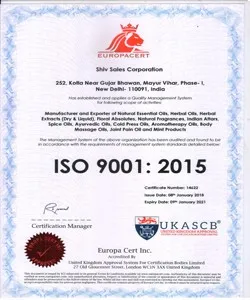 EUROPACERT
Shiv Sales Corporation
252, Kotla Near Gujar Bhawan, Mayur Vihar, Phase- I,
New Delhi- 110091, India
Has established and applies a Quality Management System
for following scope of activities:
Manufacturer and Exporter of Natural Essential Oils, Herbal Oils, Herbal
Extracts (Dry & Liquid), Floral Absolutes, Natural Fragrances, Indian Attars,
Spice Oils, Ayurvedic Oils, Cold Press Oils, Aromatherapy Oils, Body
Massage Oils, Joint Pain Oil and Mint Products
The Management System of the above organization has been audited and found to be
in accordance with the requirements of management system standards detailed below:
ISO 9001: 2015
Certificate Number: 14622
Issue Date: 08th January 2018
Expiry Date: 09th January 2021
Certification Manager
UKASCB
UNITED KINGDOM APPROVAL
Europa Cert Inc.
Accredited by
United Kingdom Approval System For Certification Bodies Limited
27 Old Gloucester Street, London WC1N 3AX United Kingdom